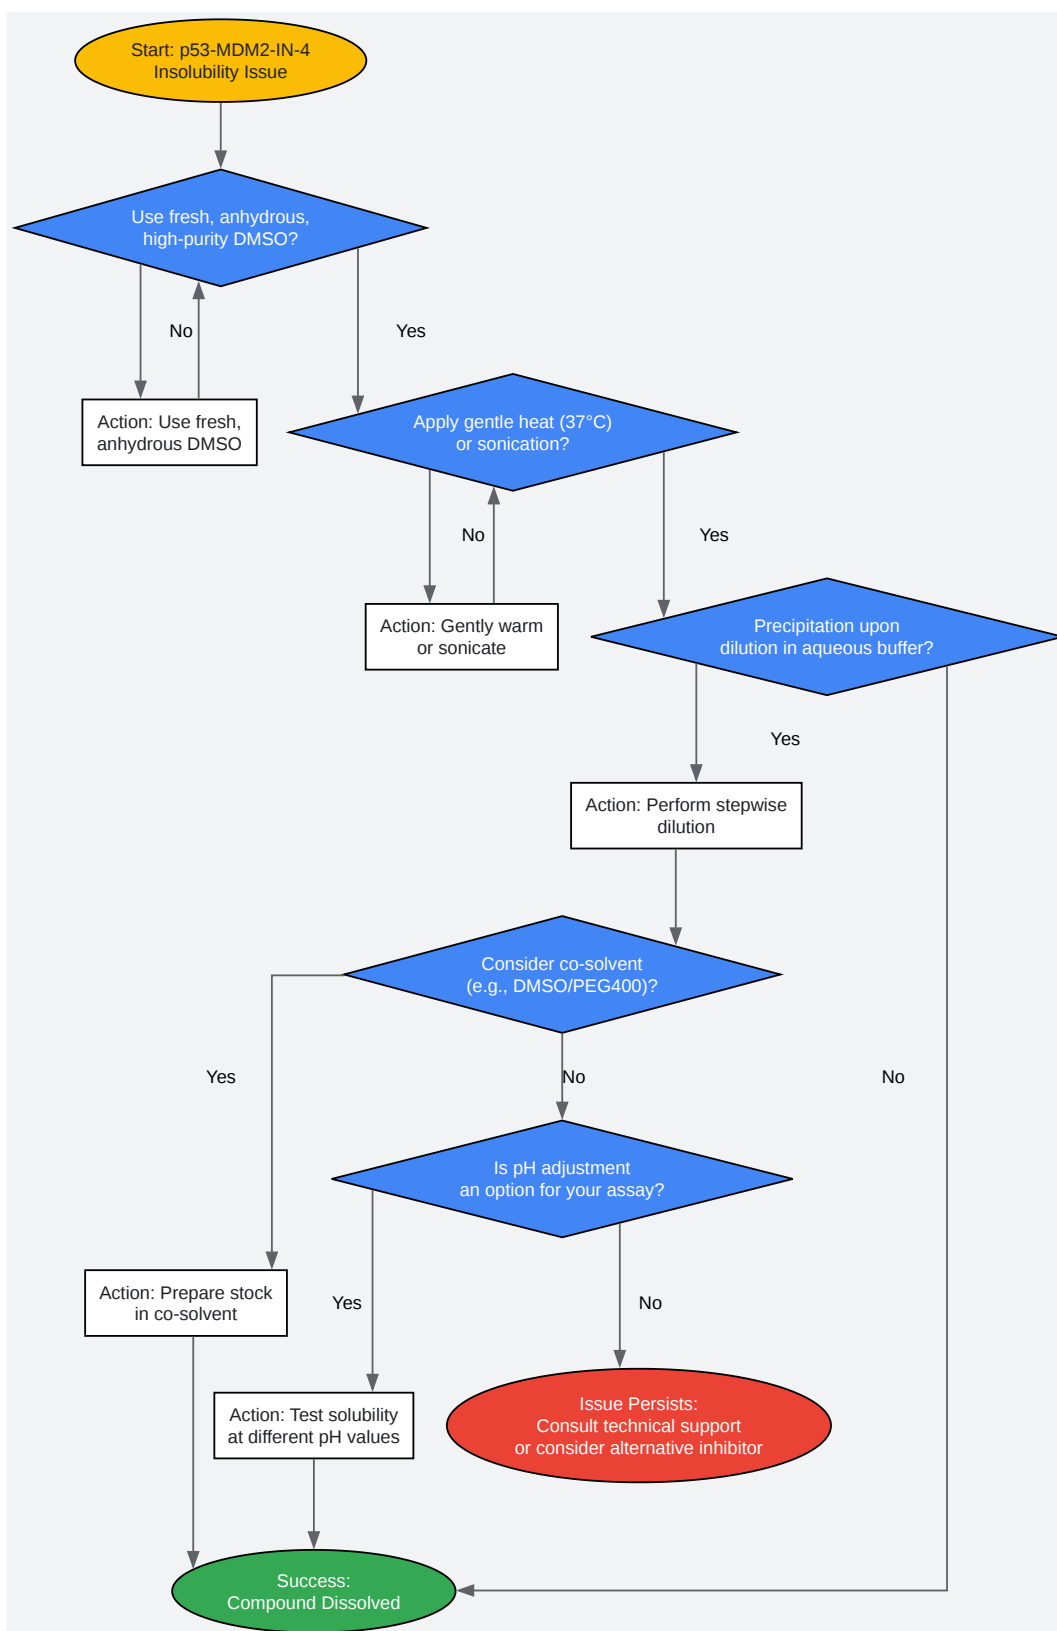 Start: p53-MDM2-IN-4
Insolubility Issue
Use fresh, anhydrous,
high-purity DMSO?
No
Yes
Action: Use fresh,
anhydrous DMSO
Apply gentle heat (37°C)
or sonication?
No
Yes
Action: Gently warm
or sonicate
Precipitation upon
dilution in aqueous buffer?
Yes
Action: Perform stepwise
dilution
Consider co-solvent
(e.g., DMSO/PEG400)?
Yes
No
No
Is pH adjustment
an option for your assay?
Action: Prepare stock
in co-solvent
Yes
No
Action: Test solubility
at different pH values
Issue Persists:
Consult technical support
or consider alternative inhibitor
Success:
Compound Dissolved